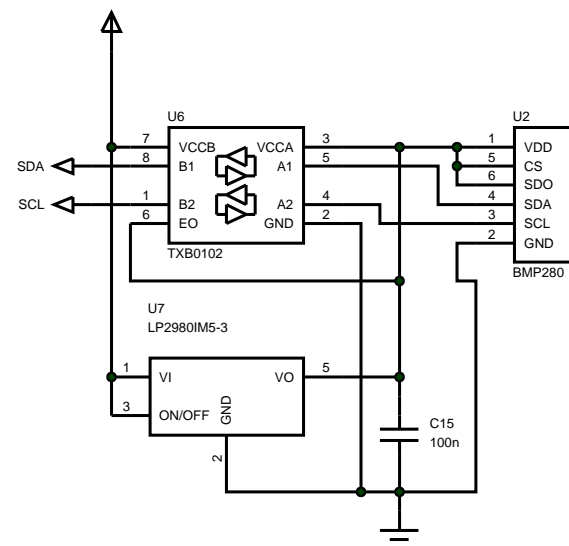 U6
7
VCCB
VCCA
3
8
B1
A1
5
1
B2
A2
4
6
EO
GND
2
TXB0102
SDA
SCL
U2
1
VDD
5
CS
6
SDO
4
SDA
3
SCL
2
GND
BMP280
U7
LP2980IM5-3
1
VI
VO
5
3
ON/OFF
GND
2
C15
100n